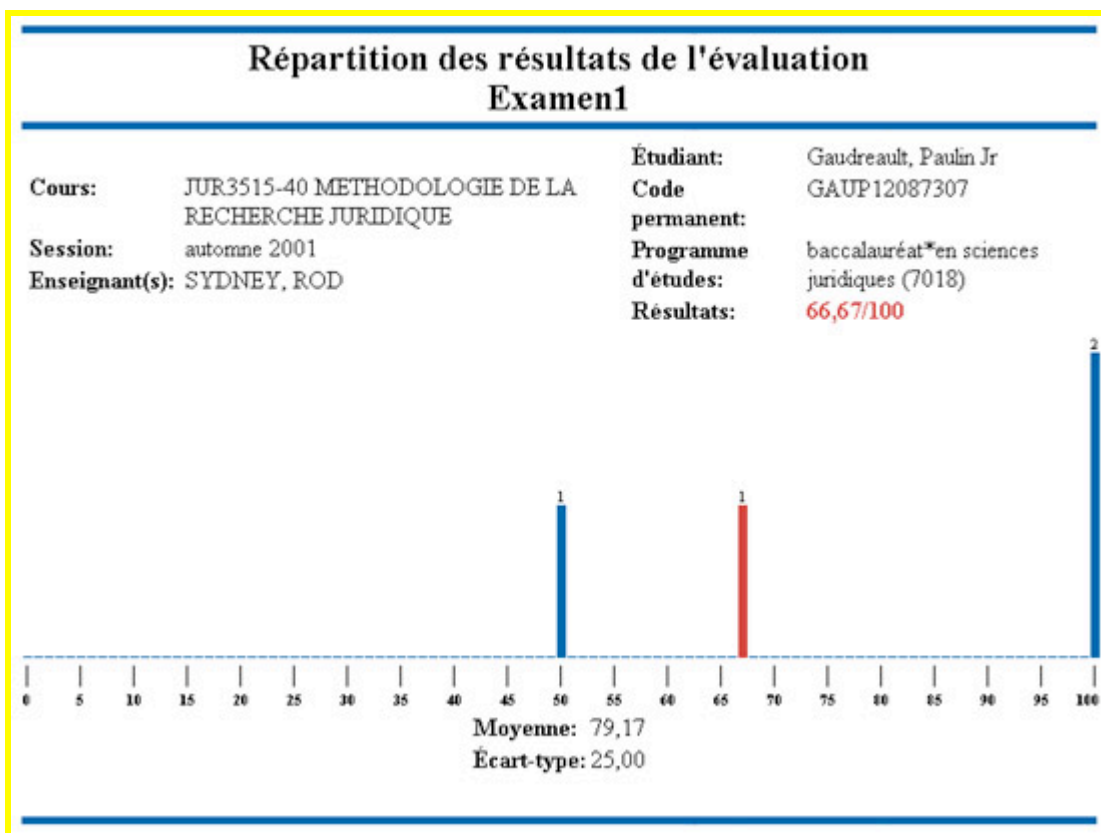 Répartition des résultats de l'évaluation
Examen1
Cours: JUR3515-40 METHODOLOGIE DE LA
RECHERCHE JURIDIQUE
Session: automne 2001
Enseignant(s): SYDNEY, ROD
Étudiant: Gaudreault, Paulin Jr
Code GAUP12087307
permanent:
Programme baccalauréat*en sciences
d'études: juridiques (7018)
Résultats: 66,67/100
2
1 1
0 5 10 15 20 25 30 35 40 45 50 55 60 65 70 75 80 85 90 95 100
Moyenne: 79,17
Écart-type: 25,00